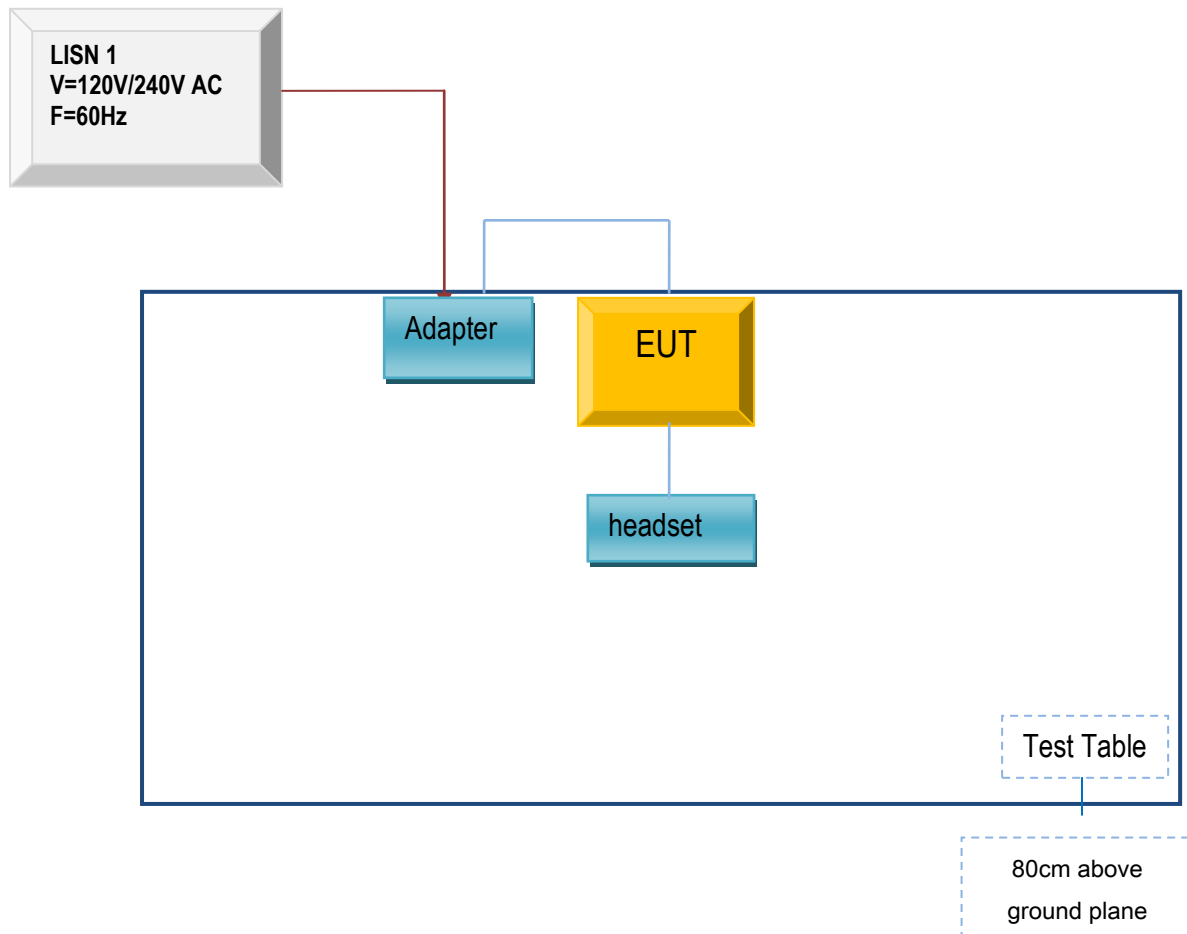 LISN 1
V=120V/240V AC
F=60Hz
Adapter
EUT
headset
Test Table
80cm above
ground plane